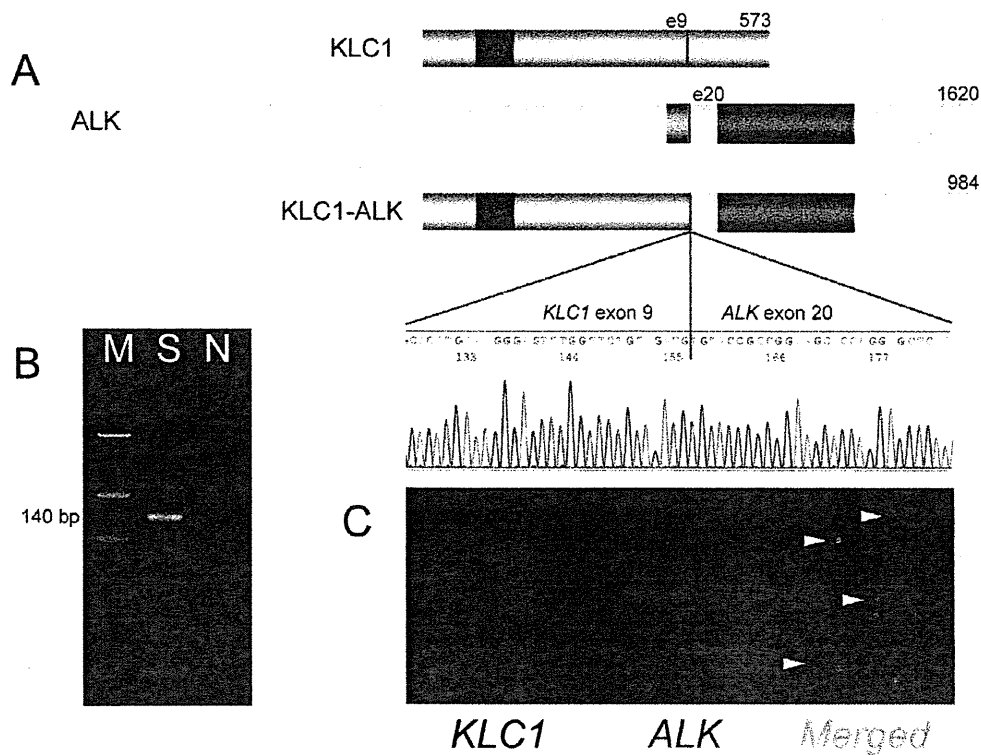 A
KLC1
e9
573
ALK
e20
1620
KLC1-ALK
984
KLC1 exon 9
ALK exon 20
133
144
155
166
177
B
M S N
140 bp
C
KLC1
ALK
Merged